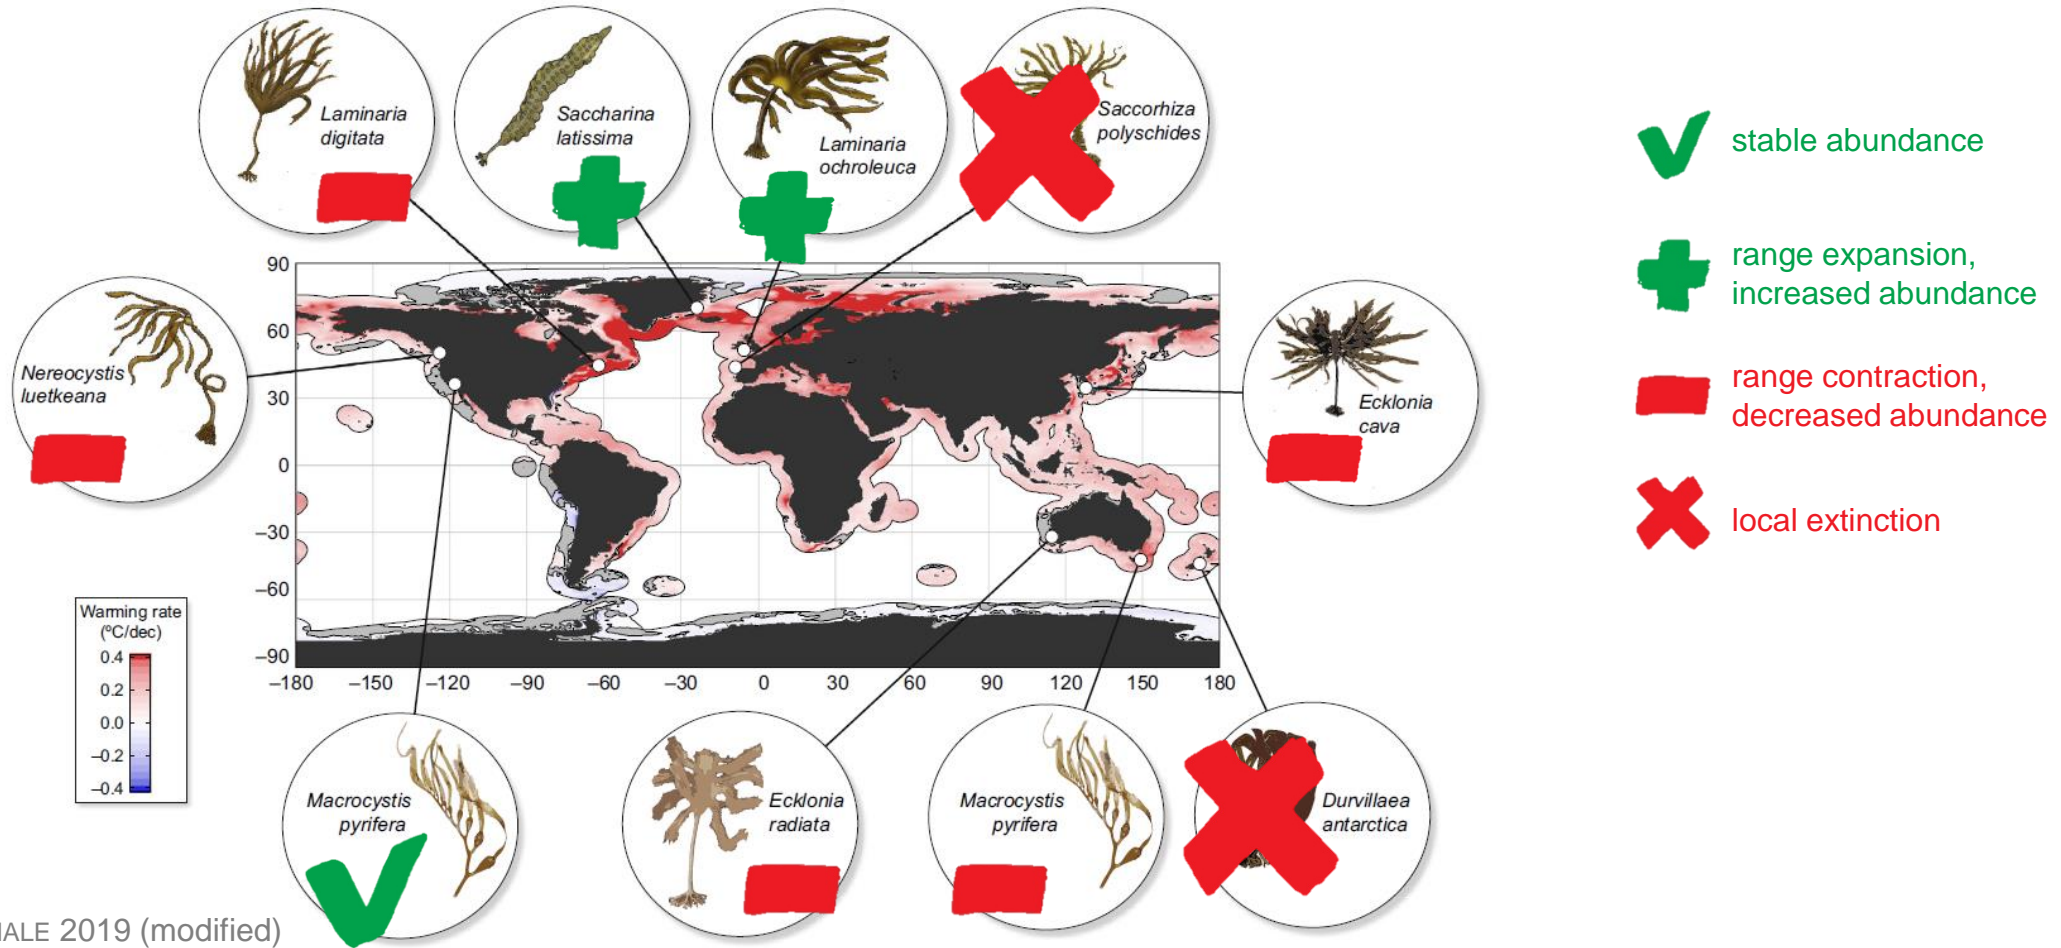 Laminaria
digitata
Saccharina
latissima
Laminaria
ochroleuca
Saccorhiza
polyschides
stable abundance
range expansion,
increased abundance
range contraction,
decreased abundance
local extinction
Nereocystis
luetkeana
Ecklonia
cava
90
60
30
0
–30
–60
–90
–180 –150 –120 –90 –60 –30 0 30 60 90 120 150 180
Warming rate
(ºC/dec)
0.4
0.2
0.0
–0.2
–0.4
Macrocystis
pyrifera
Ecklonia
radiata
Macrocystis
pyrifera
Durvillaea
antarctica
2019 (modified)